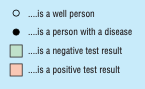 ....is a well person
....is a person with a disease
....is a negative test result
....is a positive test result